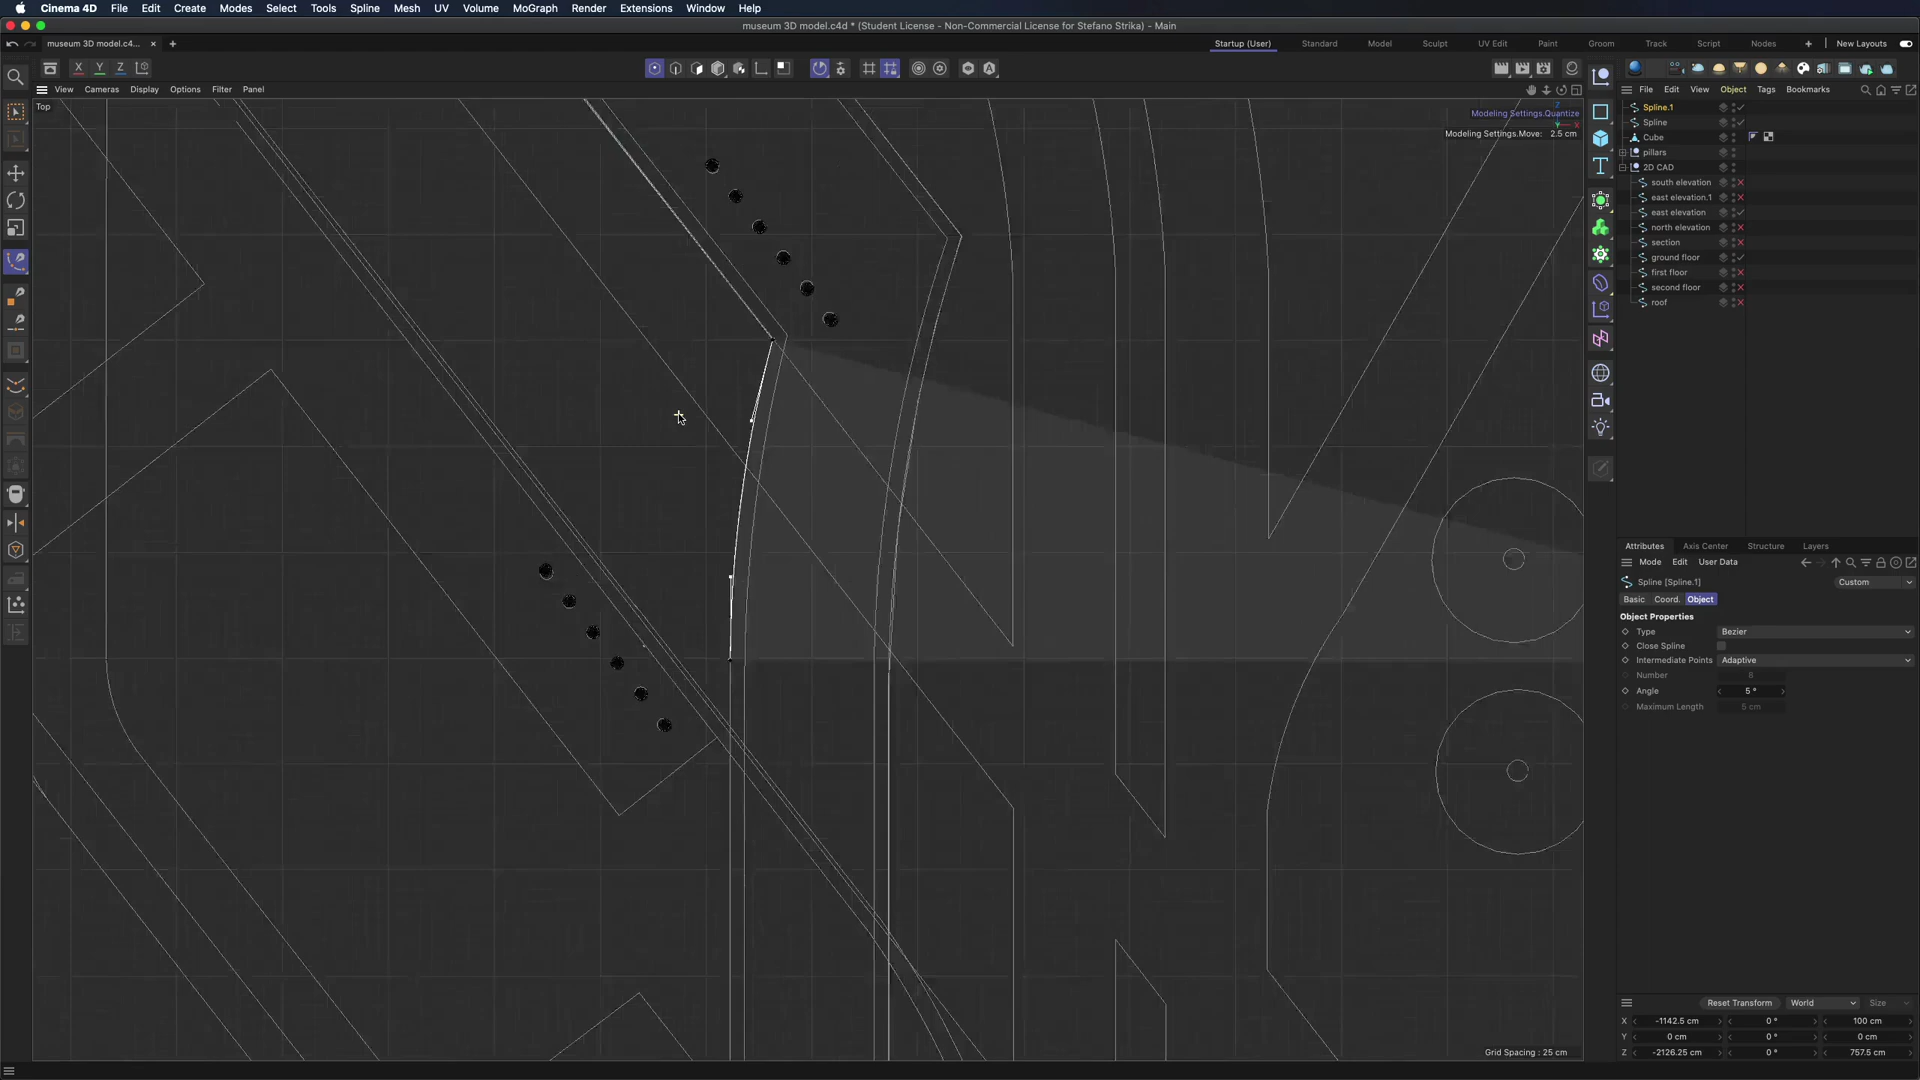 Cinema 4D File Edit Create Modes Select Tools Spline Mesh UV Volume MoGraph Render Extensions Window Help
museum 3D model.c4d * (Student License - Non-Commercial License for Stefano Strika) - Main
museum 3D model.c4... × +
Startup (User) Standard Model Sculpt UV Edit Paint Groom Track Script Nodes + New Layouts
X Y Z
View Cameras Display Options Filter Panel
File Edit View Object Tags Bookmarks
Top
Modeling Settings.Quantize
Modeling Settings.Move: 2.5 cm
Spline.1
Spline
Cube
pillars
2D CAD
south elevation
east elevation.1
east elevation
north elevation
section
ground floor
first floor
second floor
roof
Attributes Axis Center Structure Layers
Mode Edit User Data
Spline [Spline.1] Custom
Basic Coord. Object
Object Properties
Type Bezier
Close Spline
Intermediate Points Adaptive
Number 8
Angle 5 °
Maximum Length 5 cm
Reset Transform World Size
X -1142.5 cm 0 ° 100 cm
Y 0 cm 0 ° 0 cm
Z -2126.25 cm 0 ° 757.5 cm
Grid Spacing : 25 cm